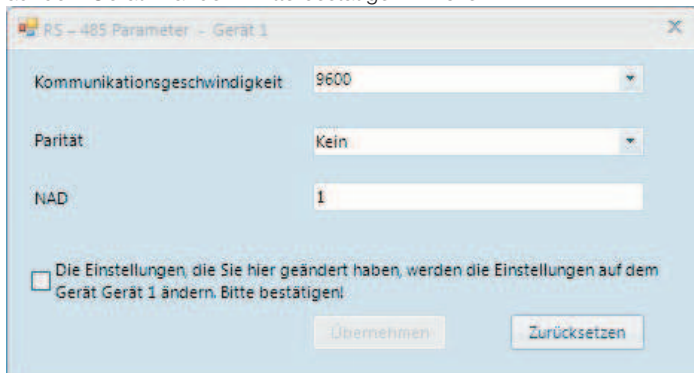 RS – 485 Parameter - Gerät 1
Kommunikationsgeschwindigkeit 9600
Parität Kein
NAD 1
Die Einstellungen, die Sie hier geändert haben, werden die Einstellungen auf dem
Gerät Gerät 1 ändern. Bitte bestätigen!
Übernehmen Zurücksetzen